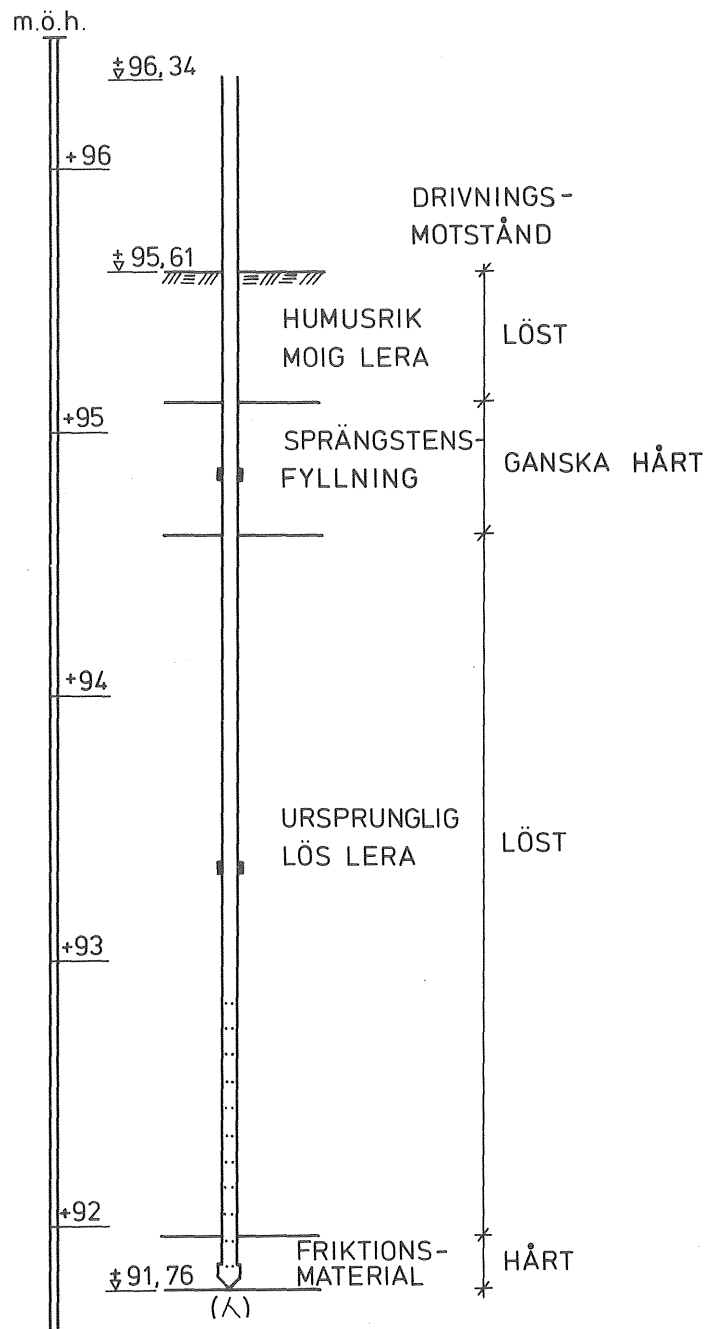 m.ö.h.
±96,34
+96
DRIVNINGS-
MOTSTÅND
±95,61
HUMUSRIK
MOIG LERA
LÖST
+95
SPRÄNGSTENS-
FYLLNING
GANSKA HÅRT
+94
URSPRUNGLIG
LÖS LERA
LÖST
+93
+92
FRIKTIONS-
MATERIAL
HÅRT
±91,76